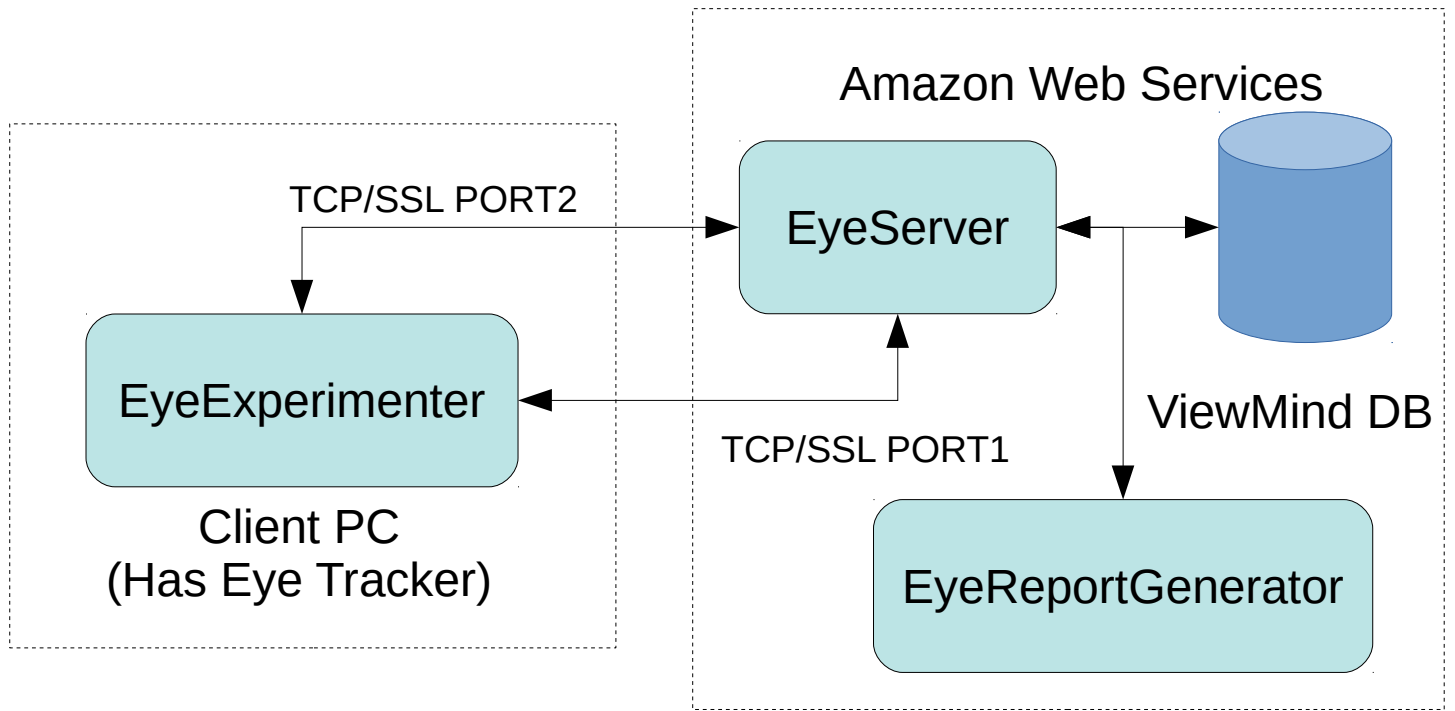 Amazon Web Services
TCP/SSL PORT2
EyeServer
EyeExperimenter
TCP/SSL PORT1
ViewMind DB
Client PC
(Has Eye Tracker)
EyeReportGenerator